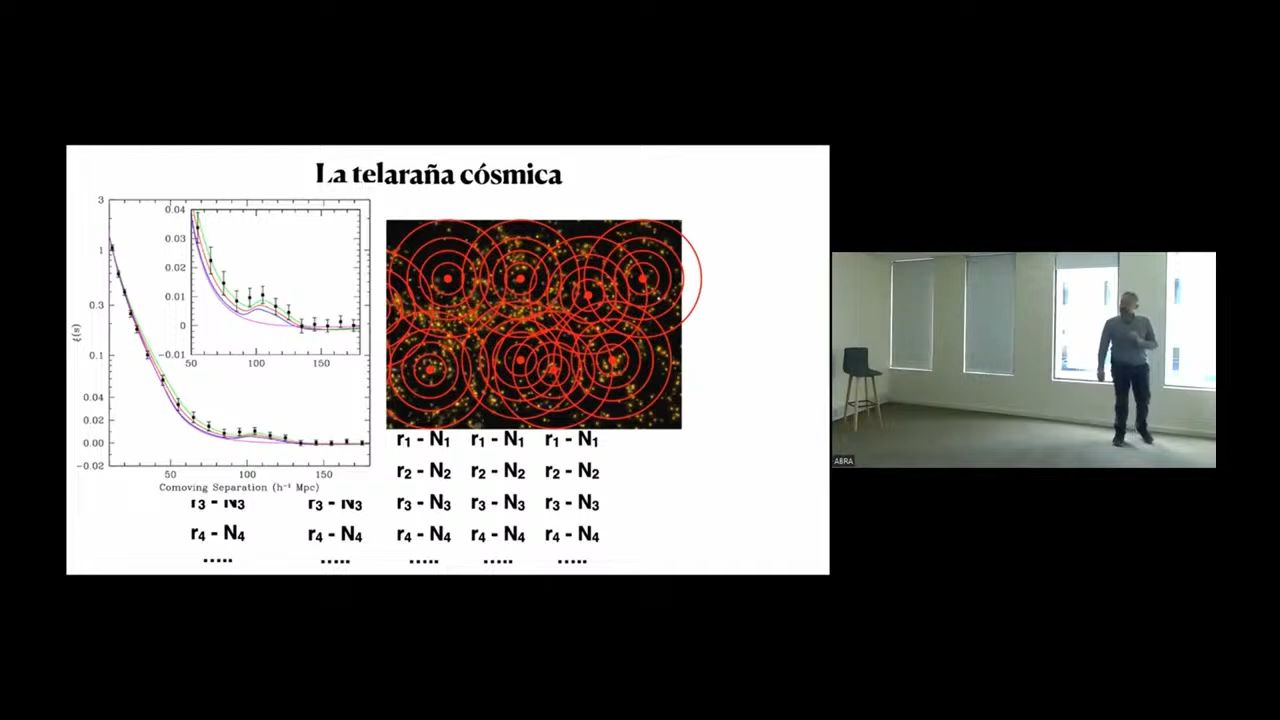 La telaraña cósmica
3
1
0.3
0.1
0.04
0.02
0.00
−0.02
ξ(s)
50 100 150
Comoving Separation (h⁻¹ Mpc)
0.04
0.03
0.02
0.01
0
−0.01
50 100 150
r₁ - N₁ r₁ - N₁ r₁ - N₁
r₂ - N₂ r₂ - N₂ r₂ - N₂
r₃ - N₃ r₃ - N₃ r₃ - N₃ r₃ - N₃ r₃ - N₃
r₄ - N₄ r₄ - N₄ r₄ - N₄ r₄ - N₄ r₄ - N₄
..... ..... ..... ..... .....
ABRA